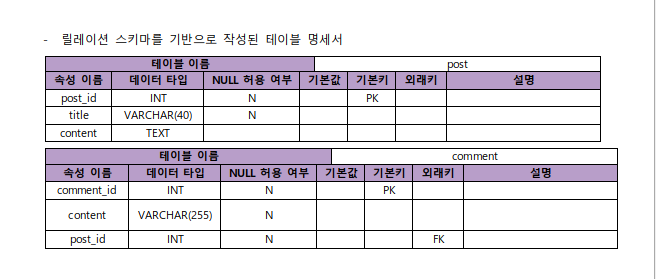 - 릴레이션 스키마를 기반으로 작성된 테이블 명세서
테이블 이름 post
속성 이름 데이터 타입 NULL 허용 여부 기본값 기본키 외래키 설명
post_id INT N PK
title VARCHAR(40) N
content TEXT
테이블 이름 comment
속성 이름 데이터 타입 NULL 허용 여부 기본값 기본키 외래키 설명
comment_id INT N PK
content VARCHAR(255) N
post_id INT N FK